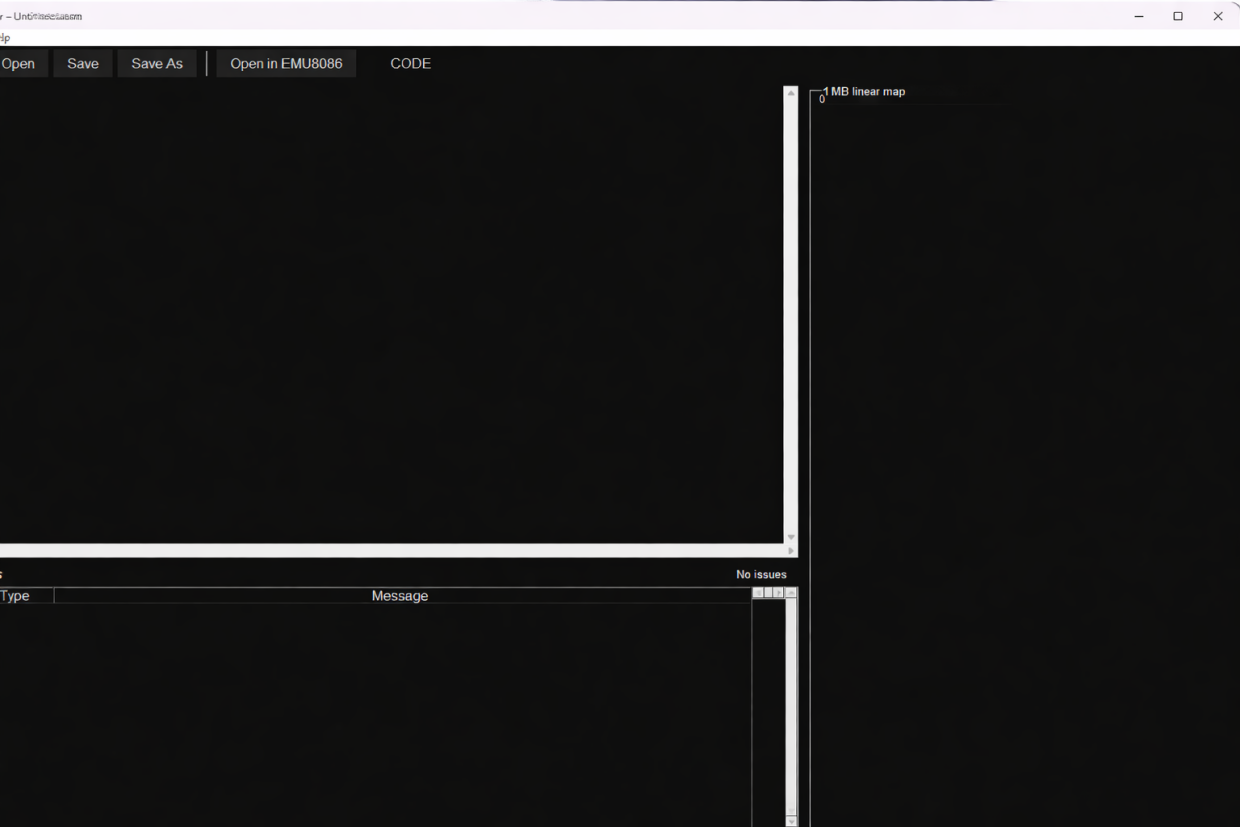 Open Save Save As Open in EMU8086 CODE
1 MB linear map
0
No issues
Type Message